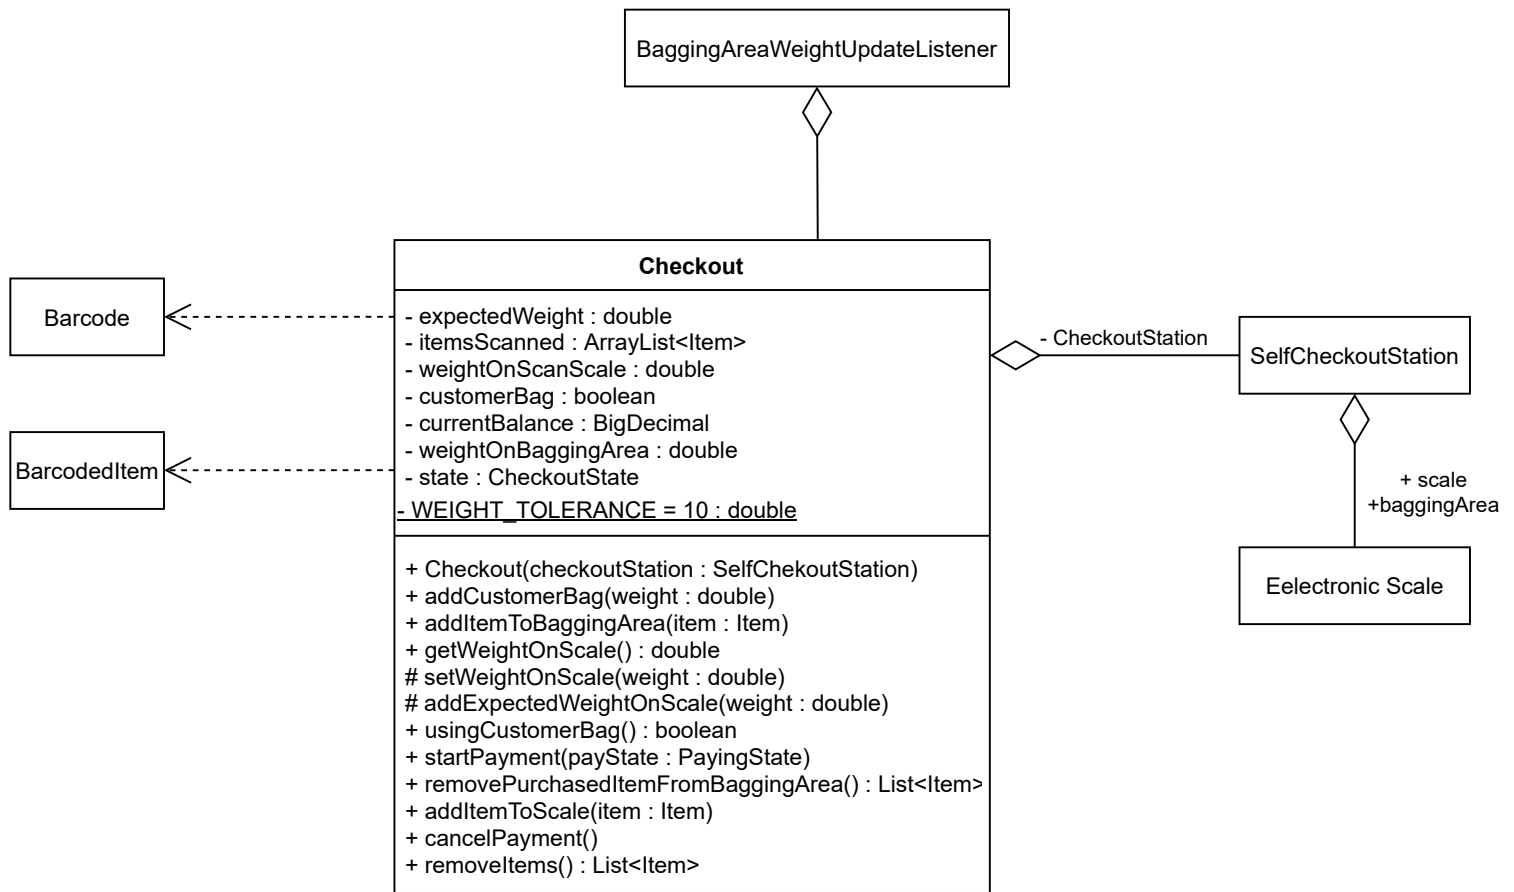 BaggingAreaWeightUpdateListener
Checkout
- expectedWeight : double
- itemsScanned : ArrayList<Item>
- weightOnScanScale : double
- customerBag : boolean
- currentBalance : BigDecimal
- weightOnBaggingArea : double
- state : CheckoutState
- WEIGHT_TOLERANCE = 10 : double
+ Checkout(checkoutStation : SelfChekoutStation)
+ addCustomerBag(weight : double)
+ addItemToBaggingArea(item : Item)
+ getWeightOnScale() : double
# setWeightOnScale(weight : double)
# addExpectedWeightOnScale(weight : double)
+ usingCustomerBag() : boolean
+ startPayment(payState : PayingState)
+ removePurchasedItemFromBaggingArea() : List<Item>
+ addItemToScale(item : Item)
+ cancelPayment()
+ removeItems() : List<Item>
Barcode
BarcodedItem
- CheckoutStation
SelfCheckoutStation
+ scale
+baggingArea
Eelectronic Scale